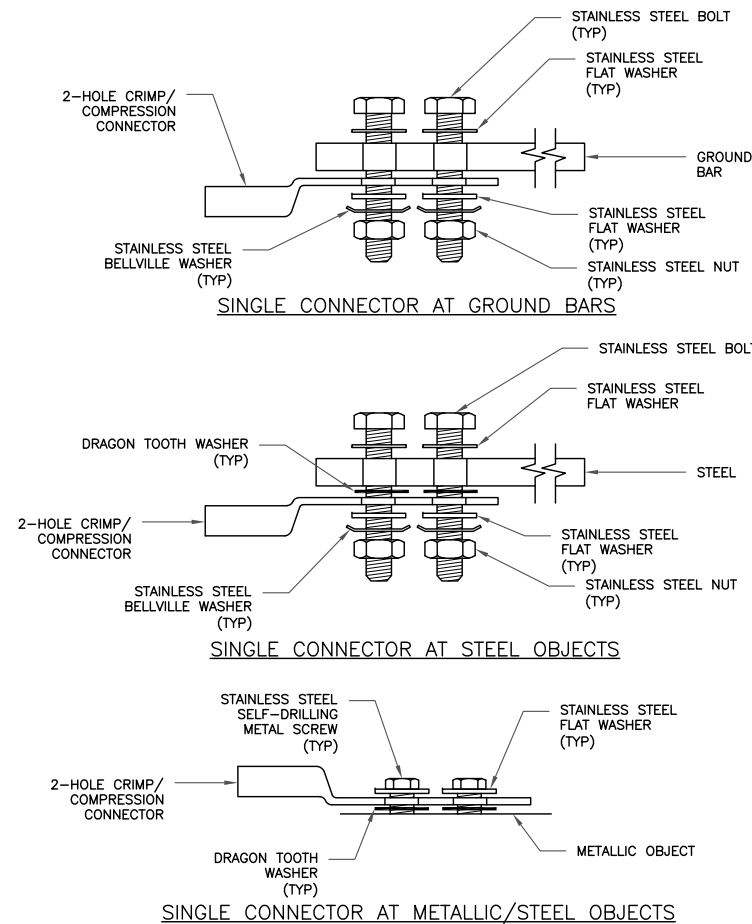 STAINLESS STEEL BOLT
(TYP)
STAINLESS STEEL
FLAT WASHER
(TYP)
2-HOLE CRIMP/
COMPRESSION
CONNECTOR
GROUND
BAR
STAINLESS STEEL
FLAT WASHER
(TYP)
STAINLESS STEEL
BELLVILLE WASHER
(TYP)
STAINLESS STEEL NUT
(TYP)
SINGLE CONNECTOR AT GROUND BARS
STAINLESS STEEL BOLT
STAINLESS STEEL
FLAT WASHER
DRAGON TOOTH WASHER
(TYP)
STEEL
2-HOLE CRIMP/
COMPRESSION
CONNECTOR
STAINLESS STEEL
FLAT WASHER
(TYP)
STAINLESS STEEL
BELLVILLE WASHER
(TYP)
STAINLESS STEEL NUT
(TYP)
SINGLE CONNECTOR AT STEEL OBJECTS
STAINLESS STEEL
SELF-DRILLING
METAL SCREW
(TYP)
STAINLESS STEEL
FLAT WASHER
(TYP)
2-HOLE CRIMP/
COMPRESSION
CONNECTOR
DRAGON TOOTH
WASHER
(TYP)
METALLIC OBJECT
SINGLE CONNECTOR AT METALLIC/STEEL OBJECTS